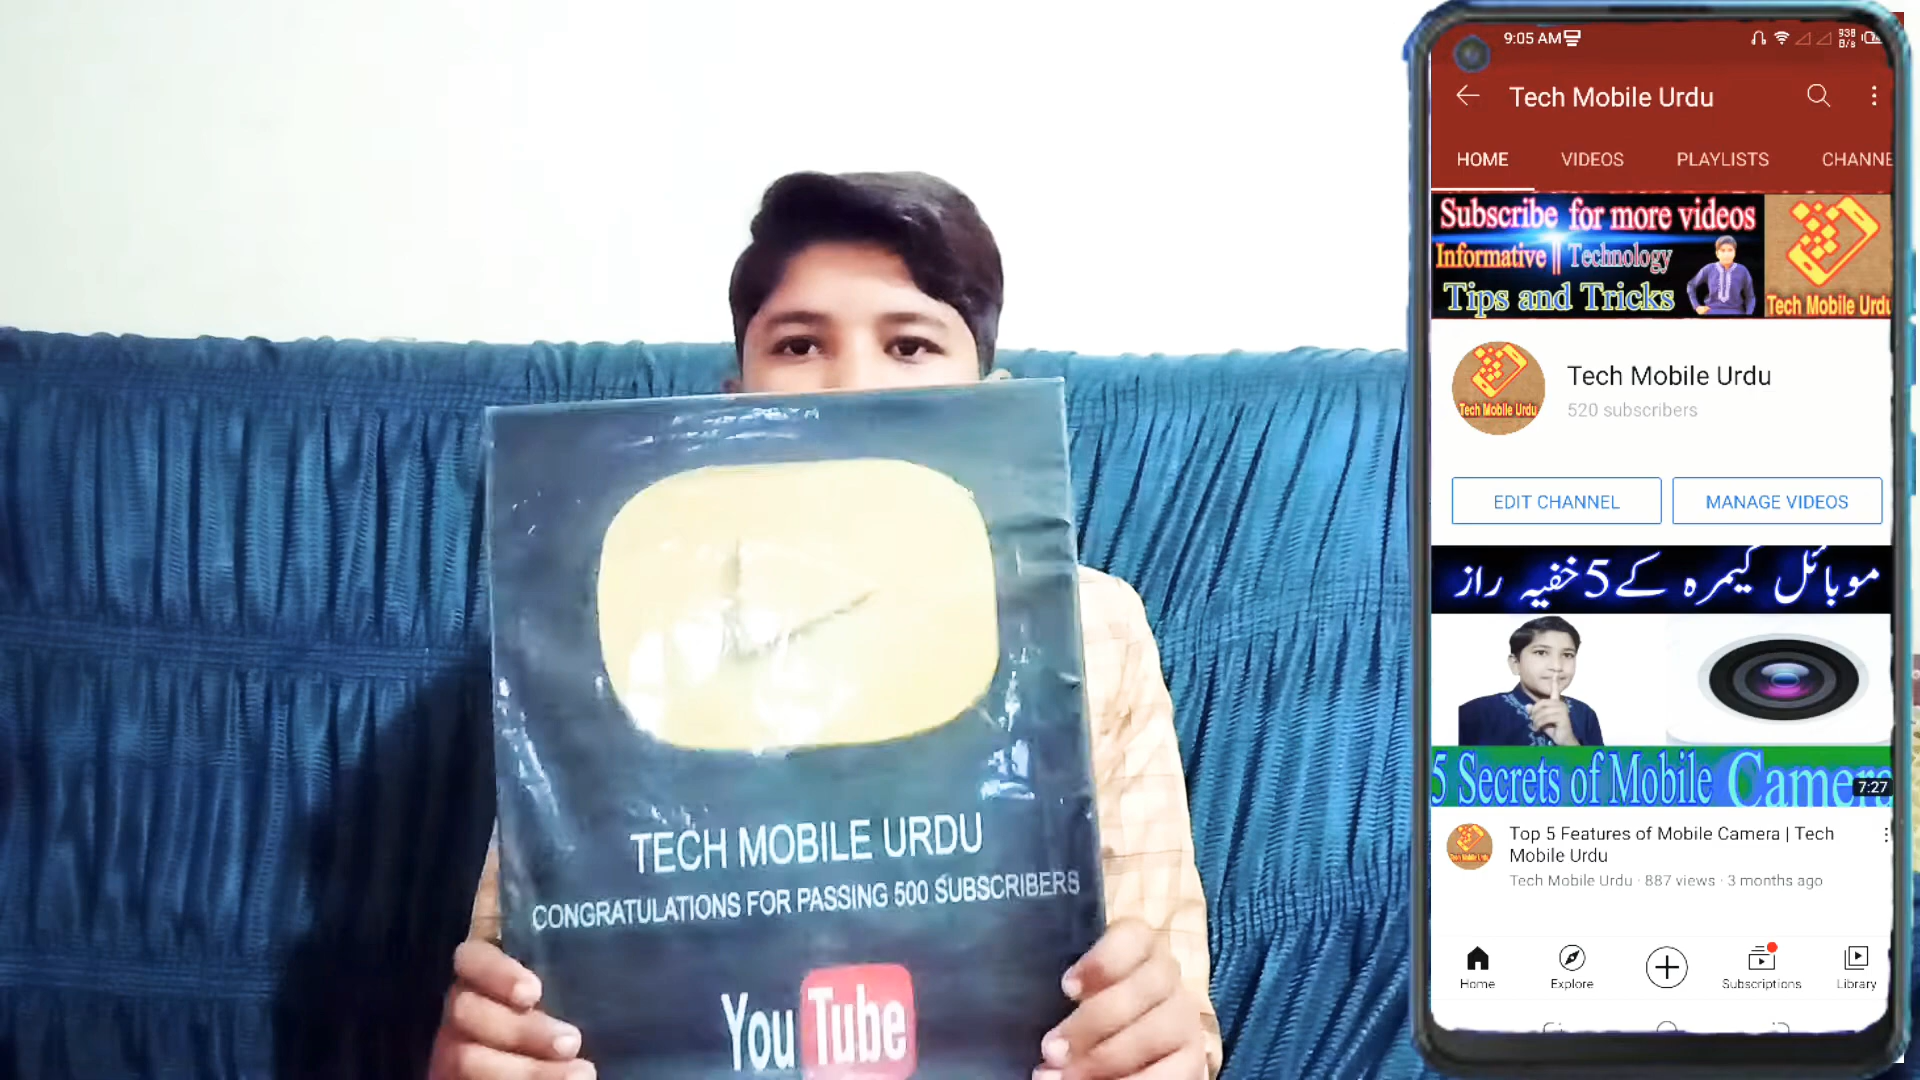 TECH MOBILE URDU
CONGRATULATIONS FOR PASSING 500 SUBSCRIBERS
YouTube
9:05 AM
938
B/s
Tech Mobile Urdu
HOME VIDEOS PLAYLISTS CHANNE
Subscribe for more videos
Informative || Technology
Tips and Tricks
Tech Mobile Urdu
Tech Mobile Urdu
Tech Mobile Urdu
520 subscribers
EDIT CHANNEL MANAGE VIDEOS
موبائل کیمرہ کے 5 خفیہ راز
5 Secrets of Mobile Camera
7:27
Top 5 Features of Mobile Camera | Tech
Mobile Urdu
Tech Mobile Urdu · 887 views · 3 months ago
Home Explore Subscriptions Library